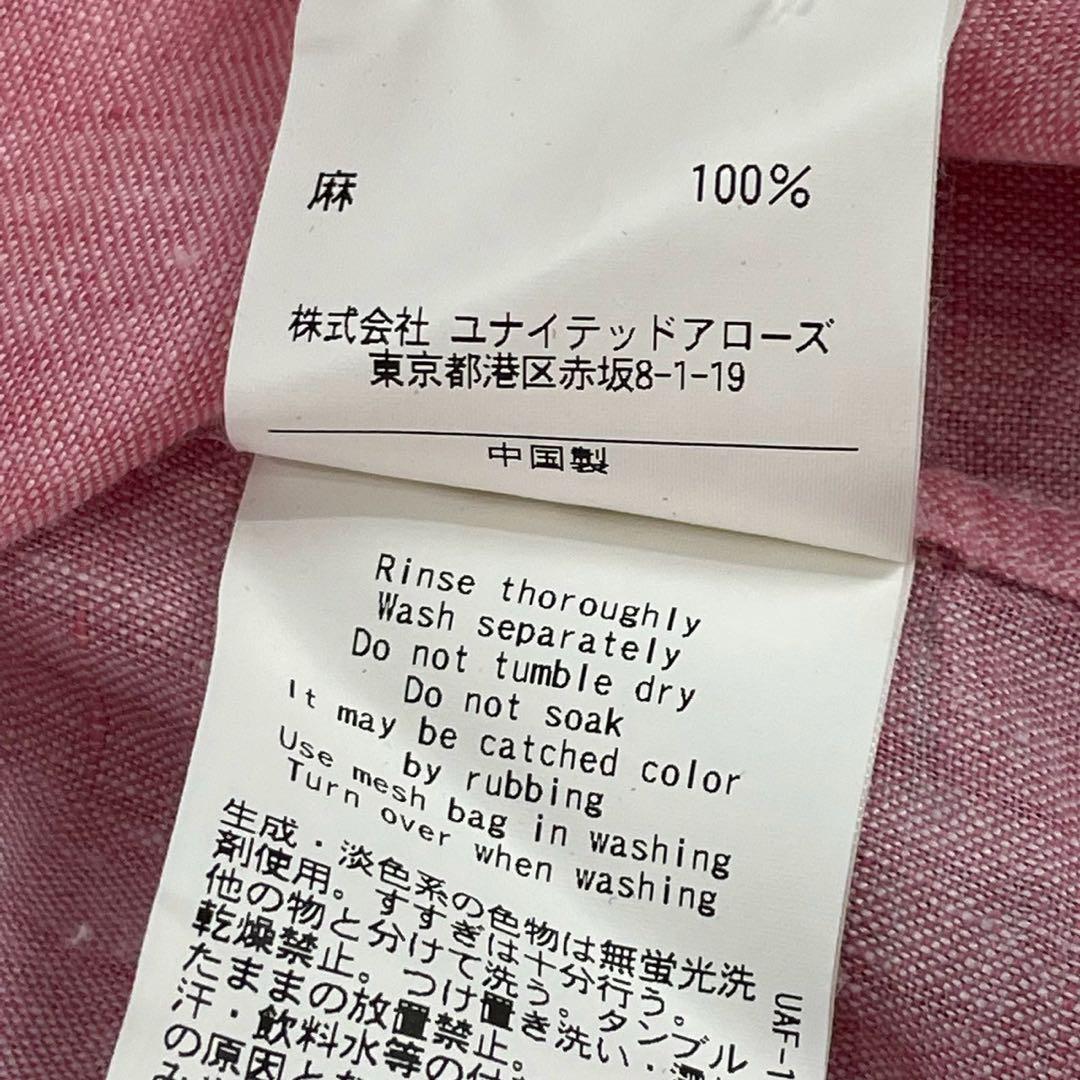 麻 100%
株式会社 ユナイテッドアローズ
東京都港区赤坂8-1-19
中国製
Rinse thoroughly
Wash separately
Do not tumble dry
Do not soak
It may be catched color
by rubbing
Use mesh bag in washing
Turn over when washing
生成・淡色系の色物は無蛍光洗
剤使用。すすぎは十分行う。
他の物と分けて洗う。タンブル
乾燥禁止。つけ置き洗い・濡
たままの放置禁止。
汗・飲料水等の付
の原因と
UAF-1